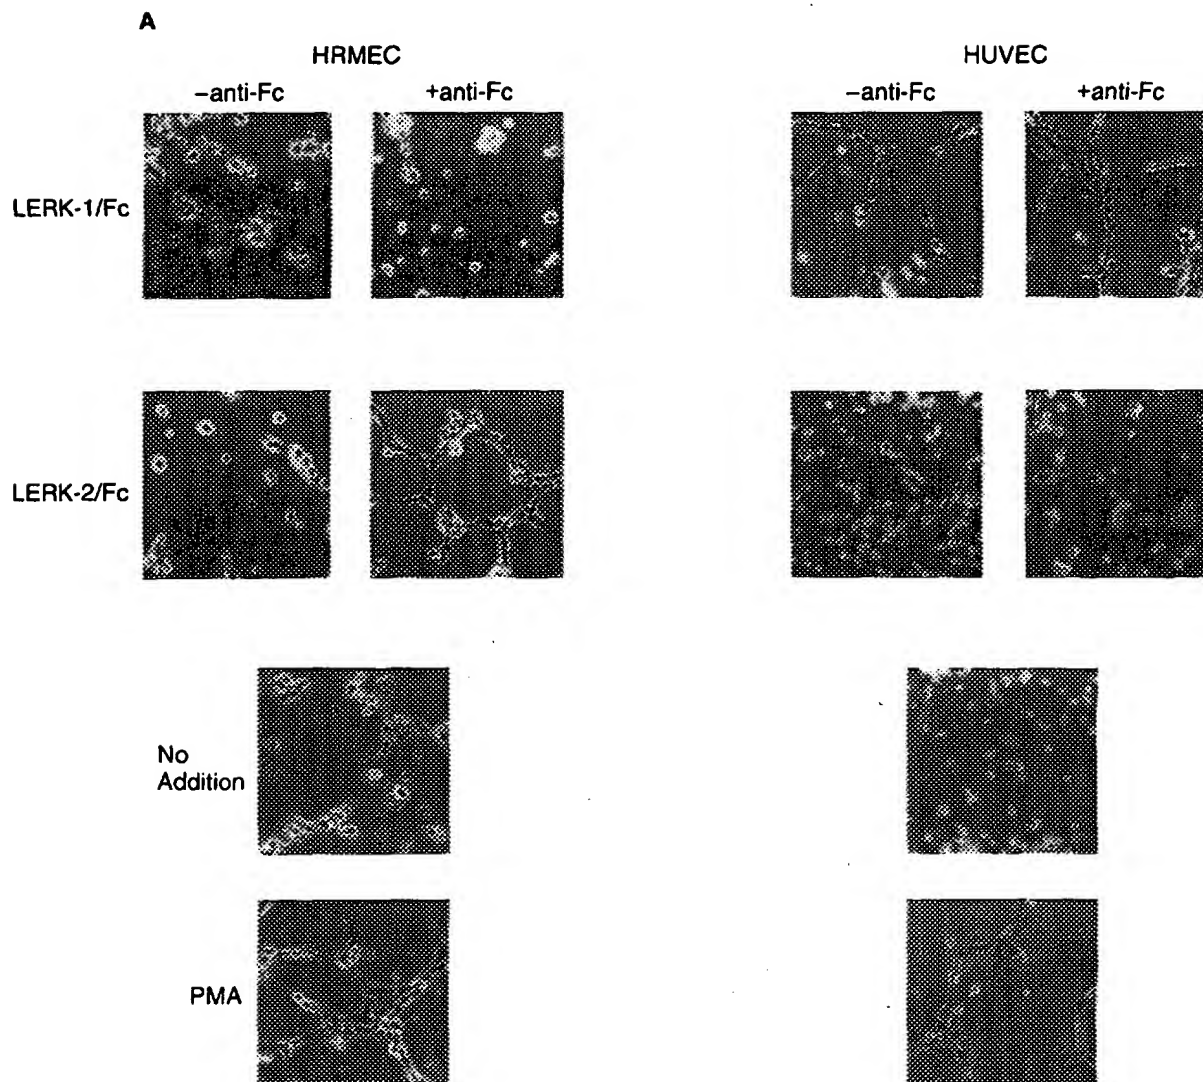 A
HRMEC HUVEC
–anti-Fc +anti-Fc –anti-Fc +anti-Fc
LERK-1/Fc
LERK-2/Fc
No
Addition
PMA